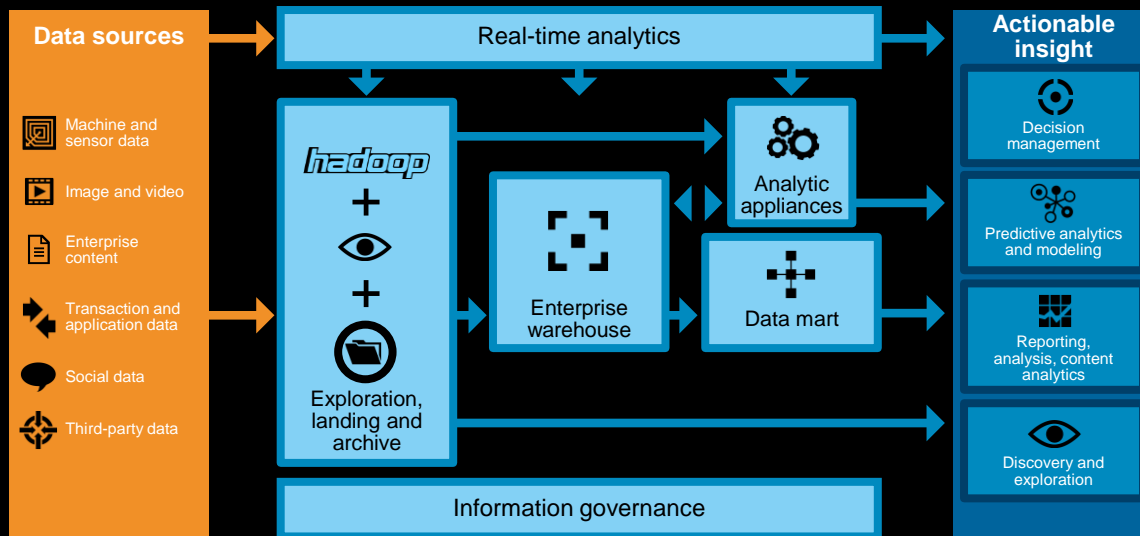 Data sources
Machine and
sensor data
Image and video
Enterprise
content
Transaction and
application data
Social data
Third-party data
Real-time analytics
hadoop
Exploration,
landing and
archive
Enterprise
warehouse
Analytic
appliances
Data mart
Information governance
Actionable
insight
Decision
management
Predictive analytics
and modeling
Reporting,
analysis, content
analytics
Discovery and
exploration